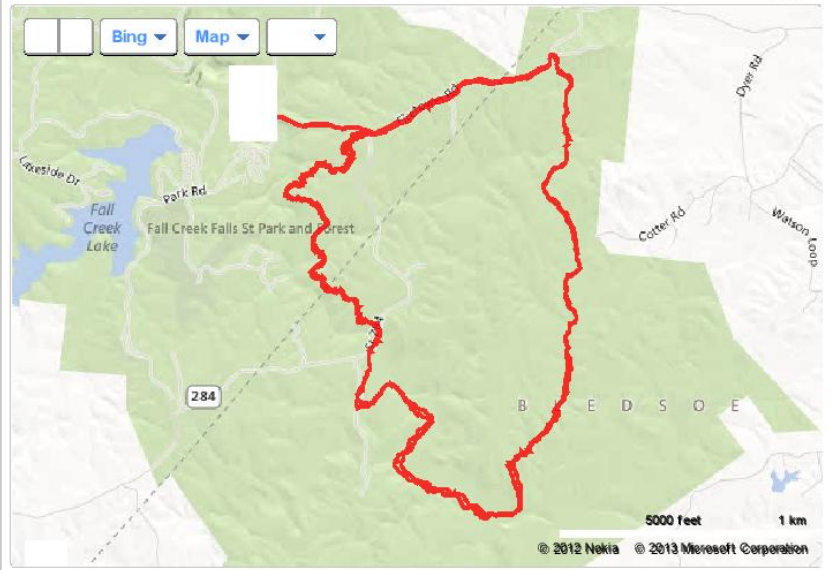 Bing Map
Dyer Rd
Lakeside Dr
Park Rd
Cotter Rd
Watson Loop
Fall
Creek
Lake
Fall Creek Falls St Park and Forest
284
B L E D S O E
5000 feet 1 km
© 2012 Nokia © 2013 Microsoft Corporation